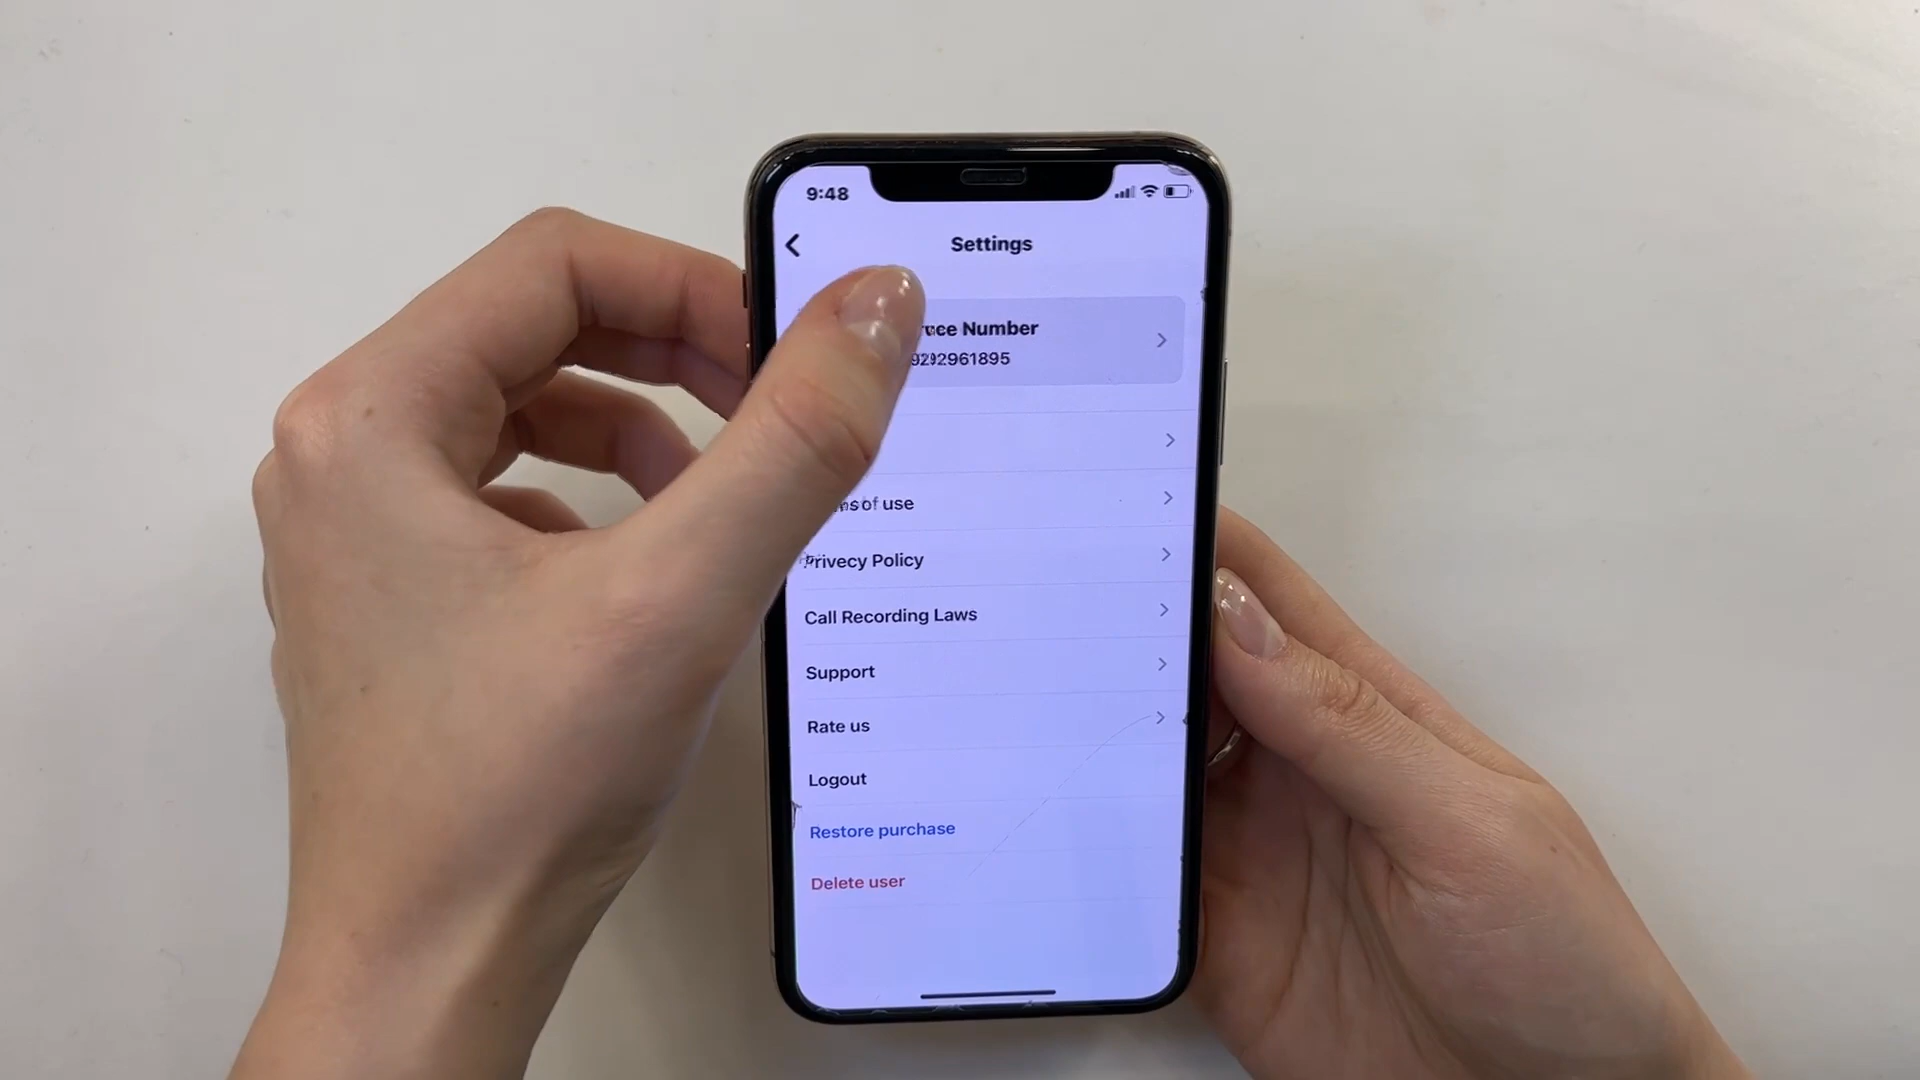 9:48
Settings
Number
of use
Privecy Policy
Call Recording Laws
Support
Rate us
Logout
Restore purchase
Delete user